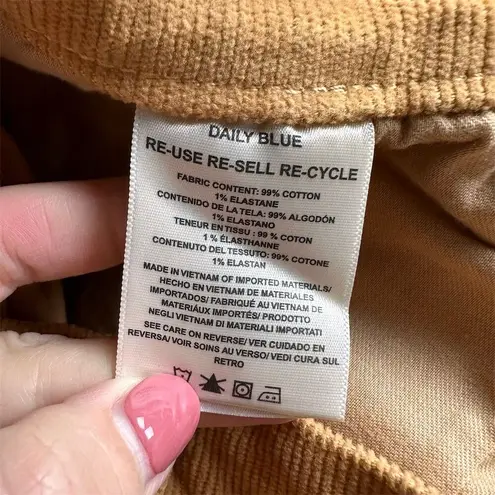 DAILY BLUE
RE-USE RE-SELL RE-CYCLE
FABRIC CONTENT: 99% COTTON
1% ELASTANE
CONTENIDO DE LA TELA: 99% ALGODÓN
1% ELASTANO
TENEUR EN TISSU : 99 % COTON
1 % ÉLASTHANNE
CONTENUTO DEL TESSUTO: 99% COTONE
1% ELASTAN
MADE IN VIETNAM OF IMPORTED MATERIALS/
HECHO EN VIETNAM DE MATERIALES
IMPORTADOS/ FABRIQUÉ AU VIETNAM DE
MATERIAUX IMPORTÉS/ PRODOTTO
NEGLI VIETNAM DI MATERIALI IMPORTATI
SEE CARE ON REVERSE/ VER CUIDADO EN
REVERSA/ VOIR SOINS AU VERSO/ VEDI CURA SUL
RETRO